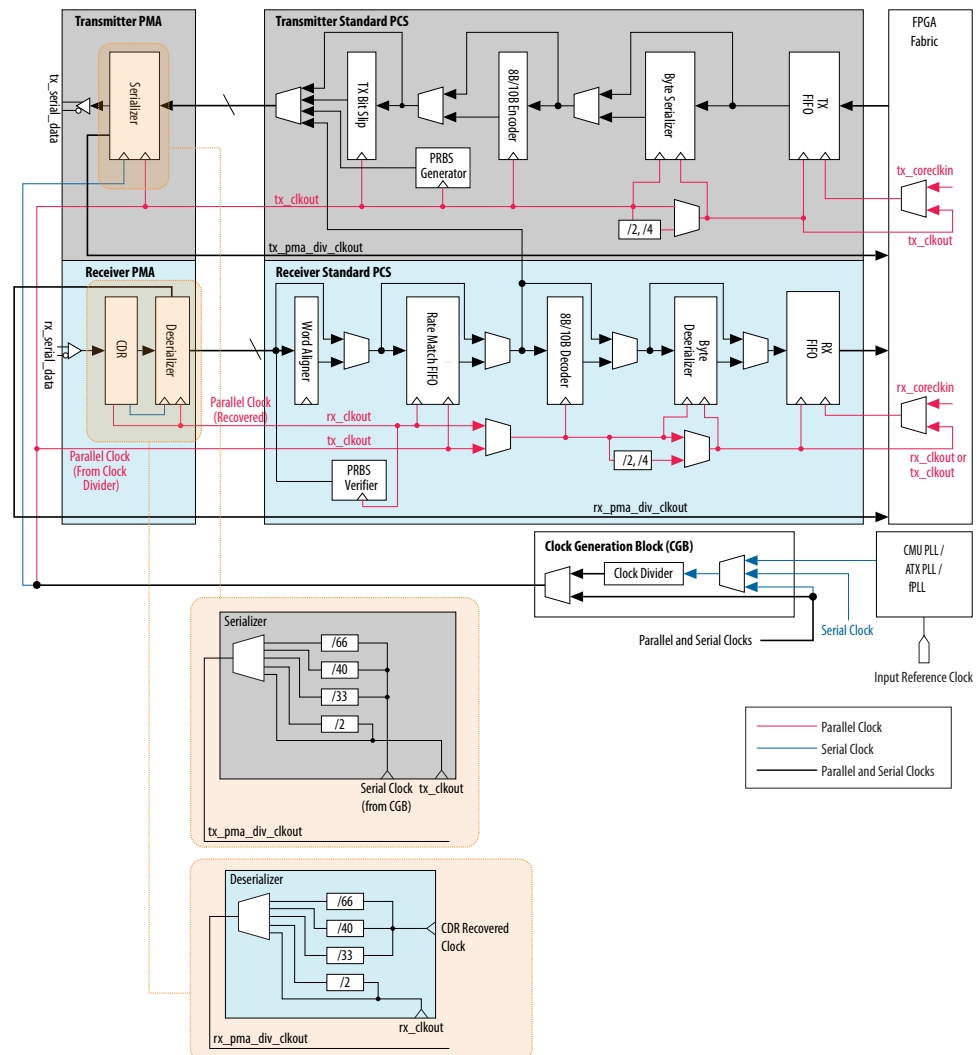 Transmitter PMA
Transmitter Standard PCS
FPGA
Fabric
tx_serial_data
Serializer
TX Bit Slip
8B/10B Encoder
Byte Serializer
TX
FIFO
PRBS
Generator
tx_coreclkin
tx_clkout
/2, /4
tx_clkout
tx_pma_div_clkout
Receiver PMA
Receiver Standard PCS
rx_serial_data
CDR
Deserializer
Word Aligner
Rate Match FIFO
8B/10B Decoder
Byte
Deserializer
RX
FIFO
Parallel Clock
(Recovered)
rx_clkout
rx_coreclkin
tx_clkout
Parallel Clock
(From Clock
Divider)
/2, /4
rx_clkout or
tx_clkout
PRBS
Verifier
rx_pma_div_clkout
Clock Generation Block (CGB)
Clock Divider
CMU PLL /
ATX PLL /
fPLL
Serial Clock
Parallel and Serial Clocks
Input Reference Clock
Serializer
/66
/40
/33
/2
Serial Clock
(from CGB)
tx_clkout
tx_pma_div_clkout
Parallel Clock
Serial Clock
Parallel and Serial Clocks
Deserializer
/66
/40
/33
/2
CDR Recovered
Clock
rx_clkout
rx_pma_div_clkout